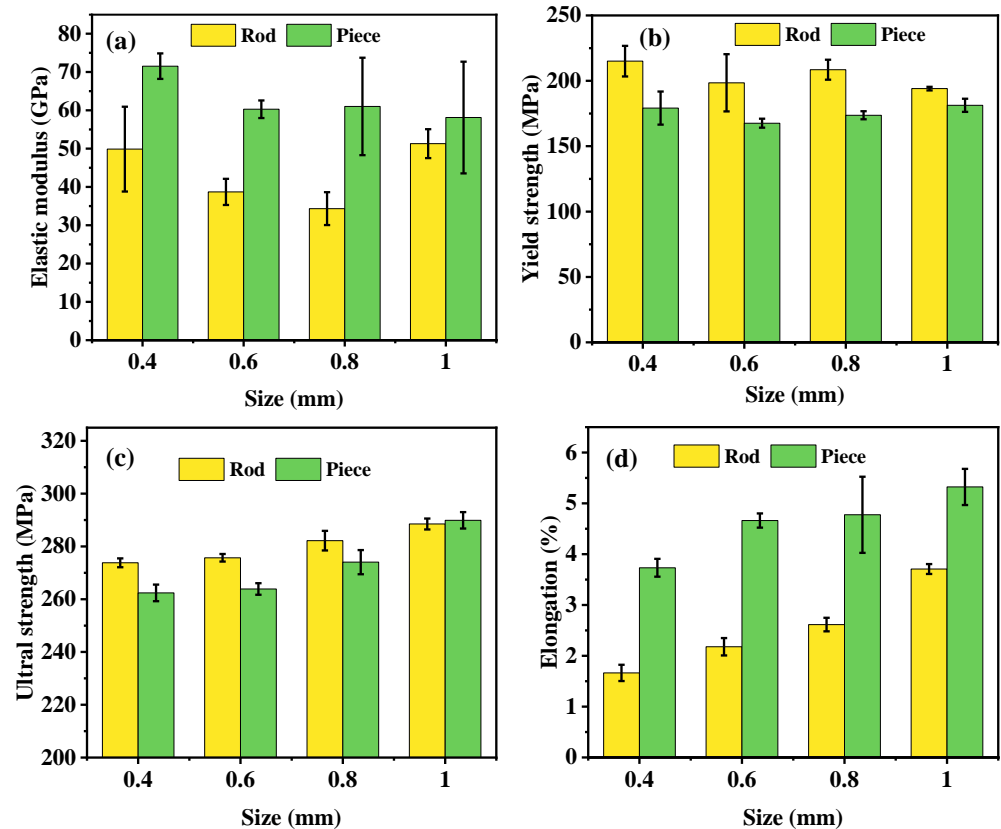 (a)
Rod
Piece
Elastic modulus (GPa)
80
70
60
50
40
30
20
10
0
0.4 0.6 0.8 1
Size (mm)
(b)
Rod
Piece
Yield strength (MPa)
250
200
150
100
50
0
0.4 0.6 0.8 1
Size (mm)
(c)
Rod
Piece
Ultral strength (MPa)
320
300
280
260
240
220
200
0.4 0.6 0.8 1
Size (mm)
(d)
Rod
Piece
Elongation (%)
6
5
4
3
2
1
0
0.4 0.6 0.8 1
Size (mm)